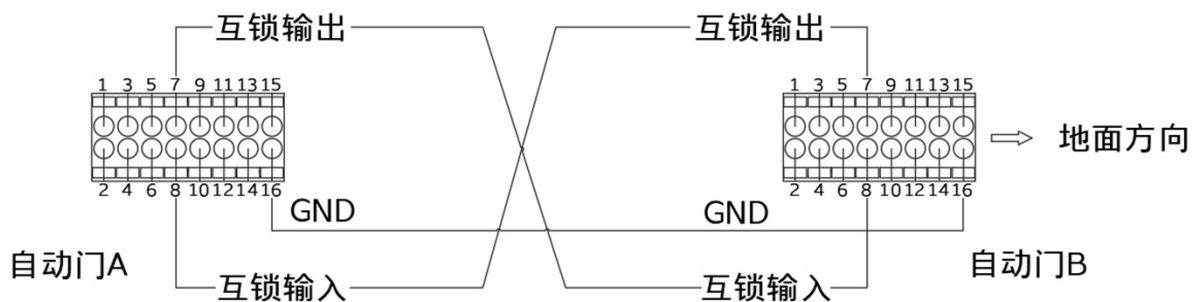 互锁输出 互锁输出
1 3 5 7 9 11 13 15 1 3 5 7 9 11 13 15
地面方向
2 4 6 8 10 12 14 16 2 4 6 8 10 12 14 16
GND GND
自动门A 自动门B
互锁输入 互锁输入